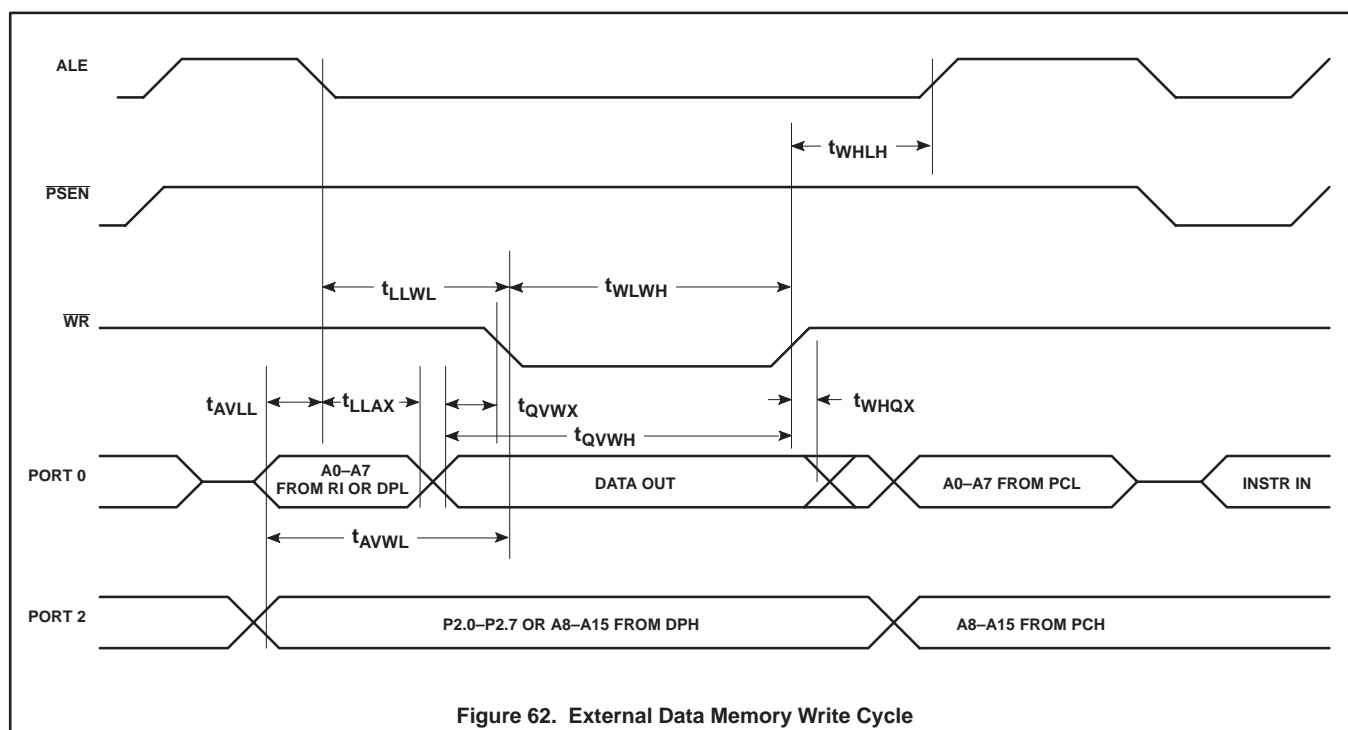 ALE
tWHLH
PSEN
tLLWL
tWLWH
WR
tAVLL
tLLAX
tQVWX
tWHQX
tQVWH
PORT 0
A0–A7
FROM RI OR DPL
DATA OUT
A0–A7 FROM PCL
INSTR IN
tAVWL
PORT 2
P2.0–P2.7 OR A8–A15 FROM DPH
A8–A15 FROM PCH
Figure 62. External Data Memory Write Cycle